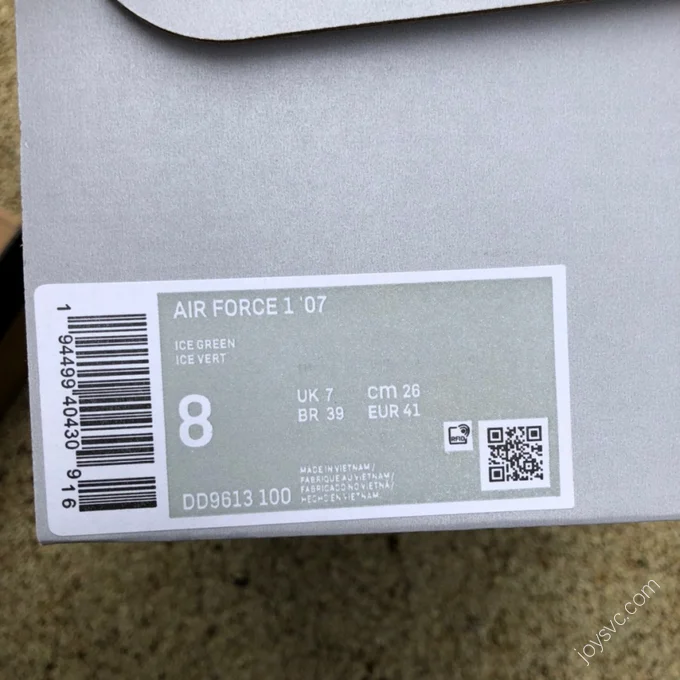 AIR FORCE 1 '07
ICE GREEN
ICE VERT
8
UK 7 cm 26
BR 39 EUR 41
RFID
DD9613 100
MADE IN VIETNAM /
FABRIQUE AU VIETNAM /
FABRICADO NO VIETNÃ /
HECHO EN VIETNAM
1 94499 40430 9 16
joysvc.com